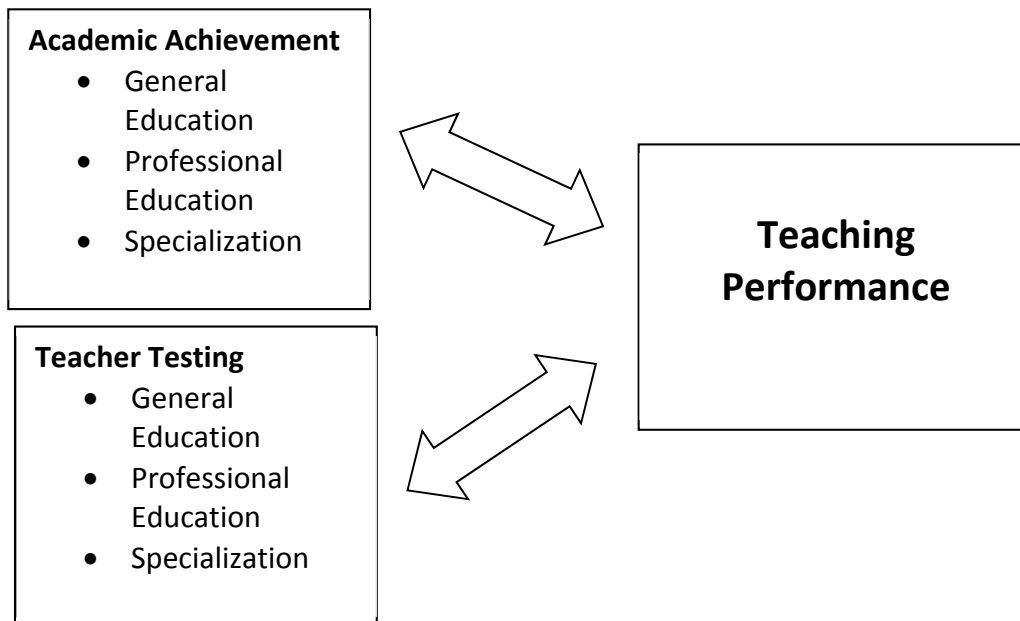 Academic Achievement
• General
Education
• Professional
Education
• Specialization
Teacher Testing
• General
Education
• Professional
Education
• Specialization
Teaching
Performance